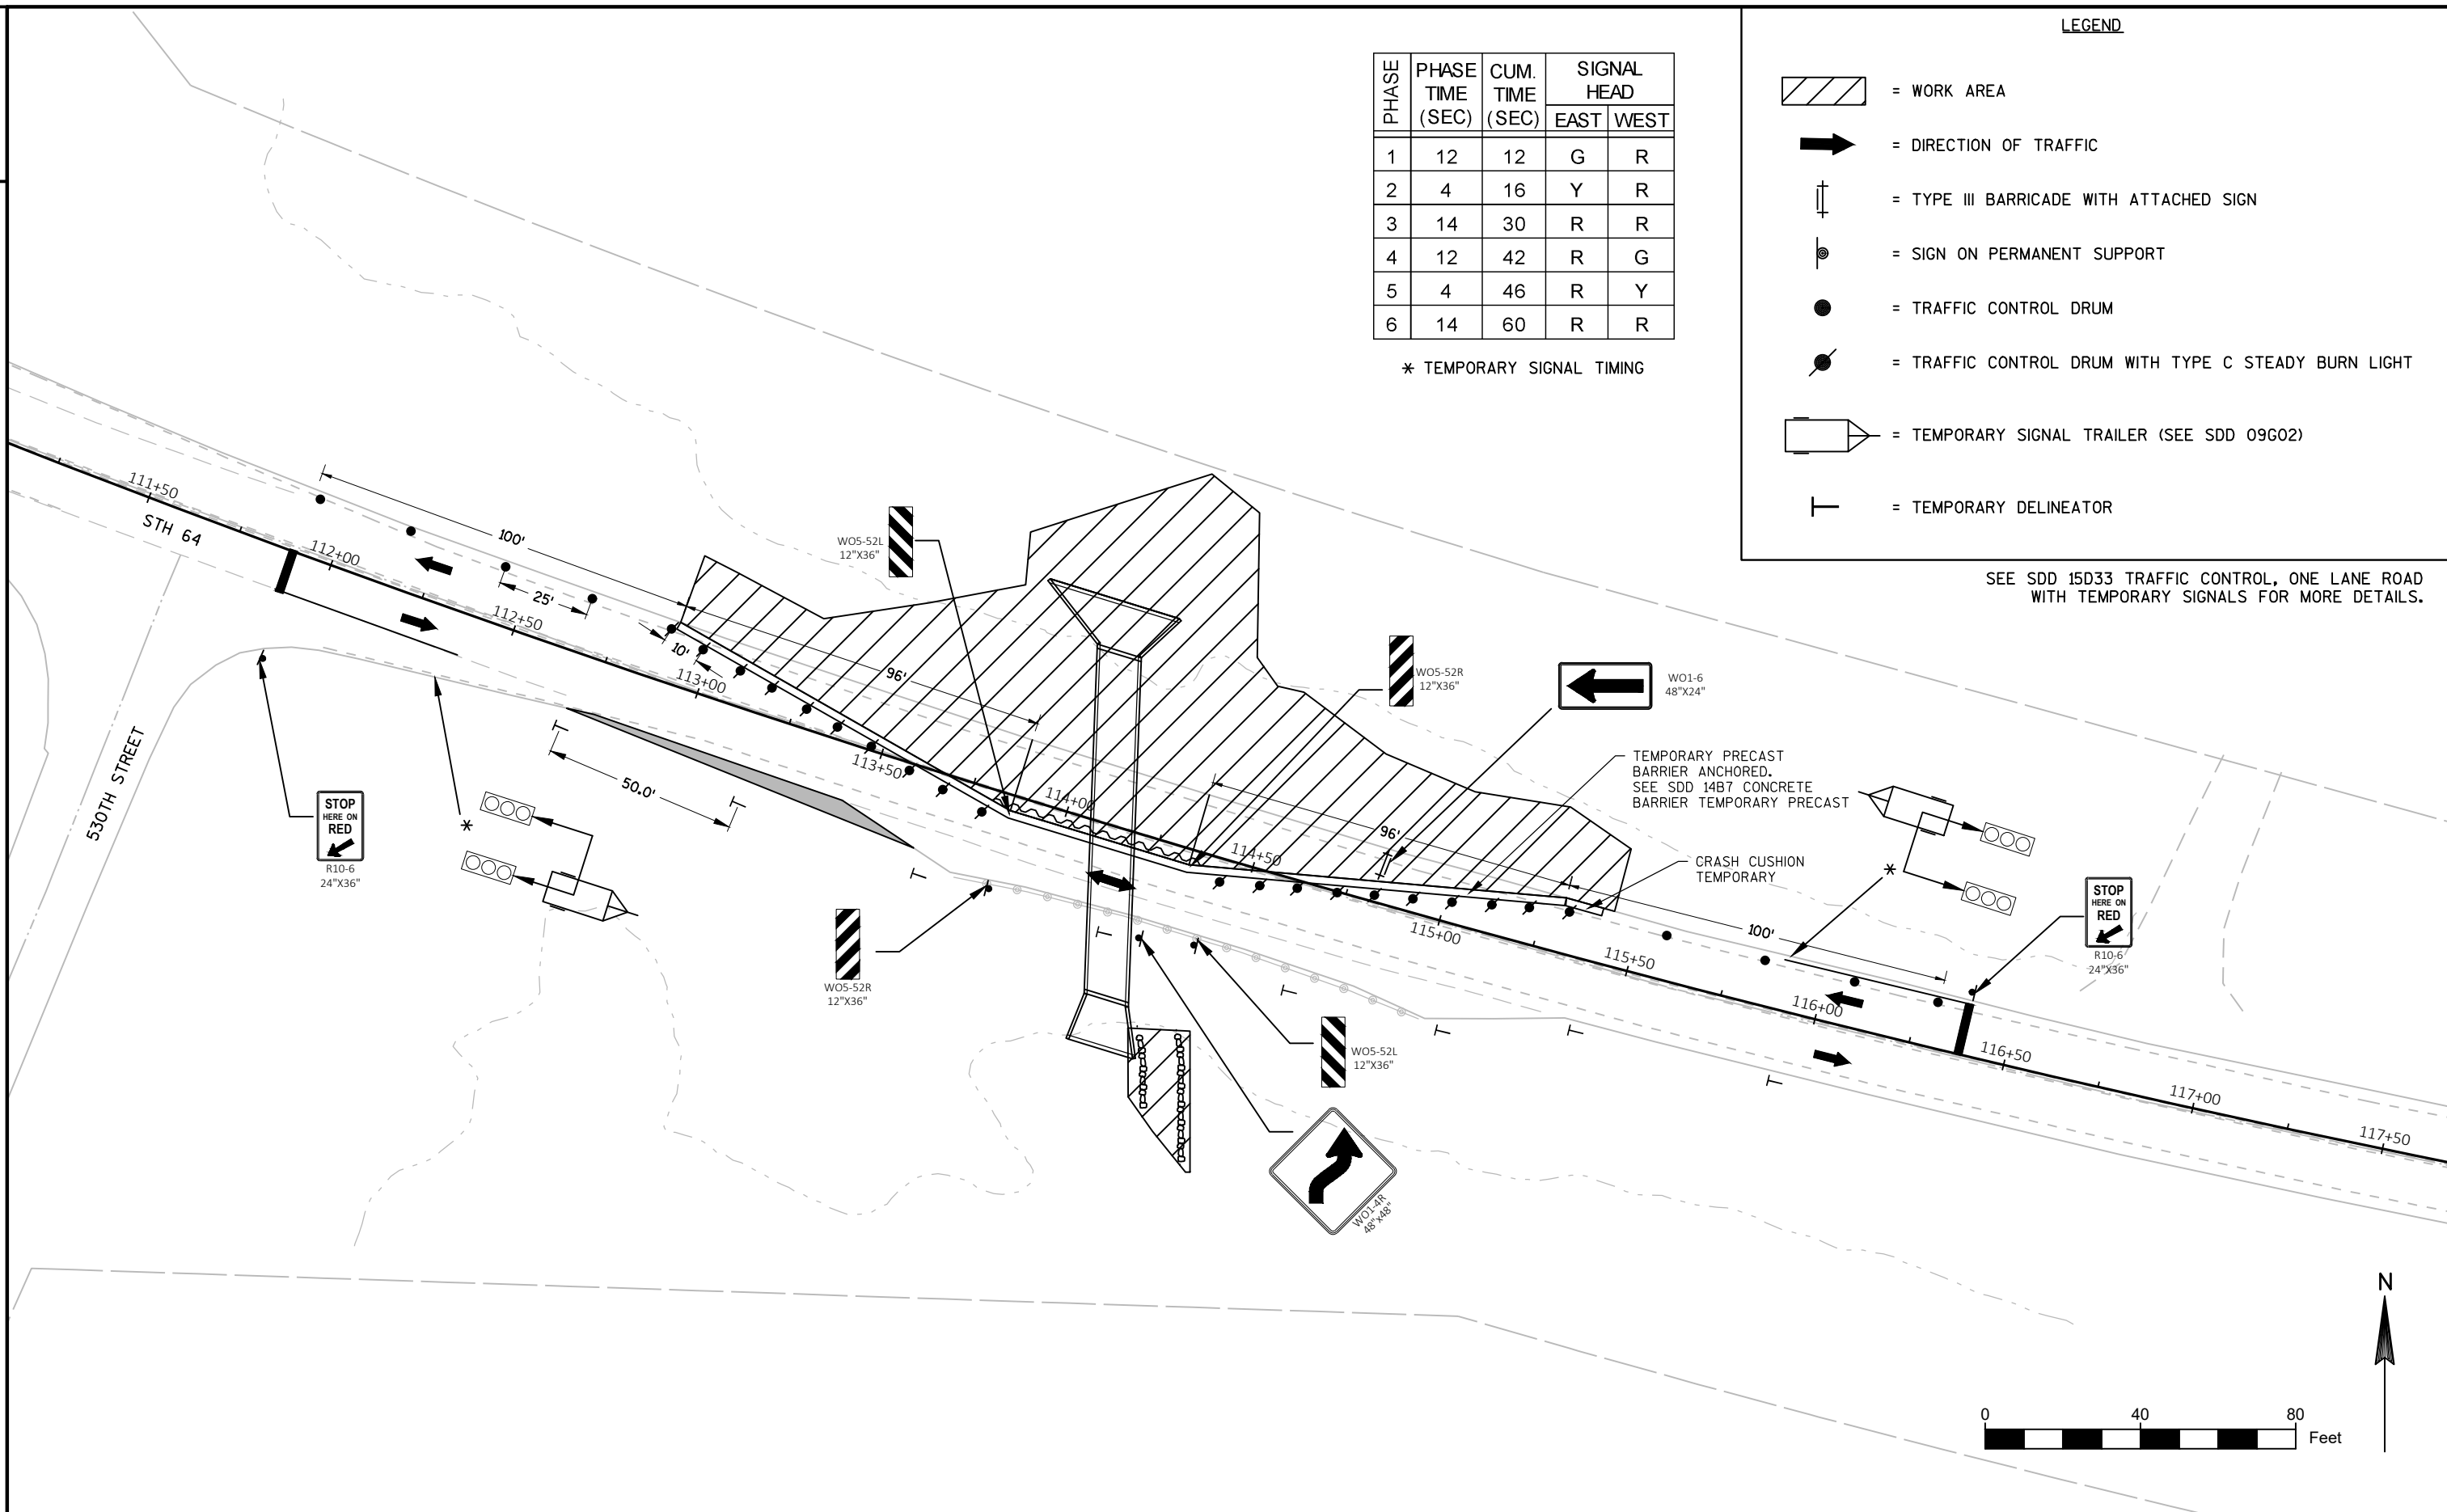 LEGEND
= WORK AREA
= DIRECTION OF TRAFFIC
= TYPE III BARRICADE WITH ATTACHED SIGN
= SIGN ON PERMANENT SUPPORT
= TRAFFIC CONTROL DRUM
= TRAFFIC CONTROL DRUM WITH TYPE C STEADY BURN LIGHT
= TEMPORARY SIGNAL TRAILER (SEE SDD 09G02)
= TEMPORARY DELINEATOR
SEE SDD 15D33 TRAFFIC CONTROL, ONE LANE ROAD
WITH TEMPORARY SIGNALS FOR MORE DETAILS.
PHASE
PHASE TIME (SEC)
CUM. TIME (SEC)
SIGNAL HEAD
EAST WEST
1 12 12 G R
2 4 16 Y R
3 14 30 R R
4 12 42 R G
5 4 46 R Y
6 14 60 R R
* TEMPORARY SIGNAL TIMING
111+50
STH 64
112+00
112+50
113+00
113+50
114+00
114+50
115+00
115+50
116+00
116+50
117+00
117+50
100'
25'
10'
96'
50.0'
96'
100'
WO5-52L
12"X36"
WO5-52R
12"X36"
WO1-6
48"X24"
TEMPORARY PRECAST
BARRIER ANCHORED.
SEE SDD 14B7 CONCRETE
BARRIER TEMPORARY PRECAST
CRASH CUSHION
TEMPORARY
*
STOP
HERE ON
RED
R10-6
24"X36"
530TH STREET
STOP
HERE ON
RED
R10-6
24"X36"
*
WO5-52R
12"X36"
WO5-52L
12"X36"
WO1-4R
48"x48"
N
0 40 80
Feet